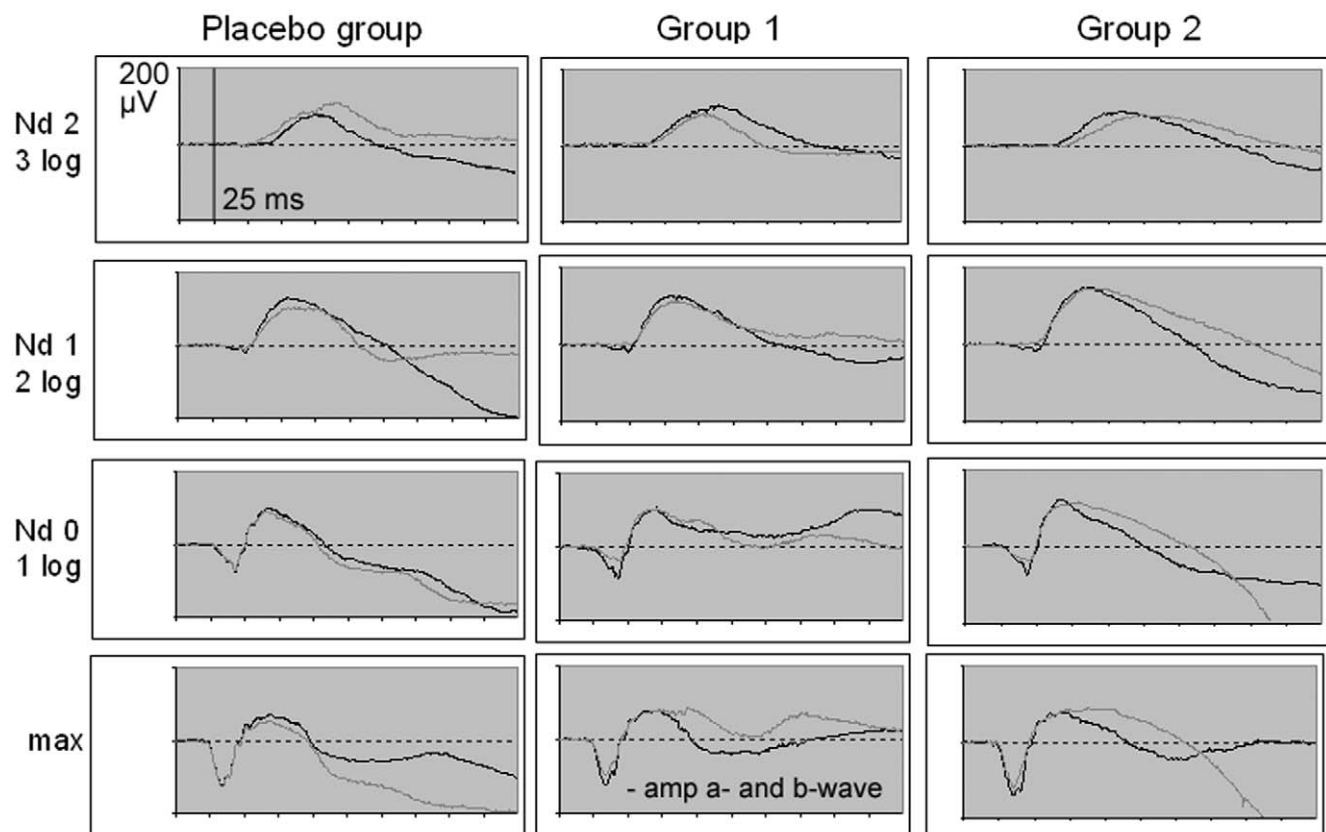 Placebo group
Group 1
Group 2
Nd 2
3 log
200
µV
25 ms
Nd 1
2 log
Nd 0
1 log
max
- amp a- and b-wave